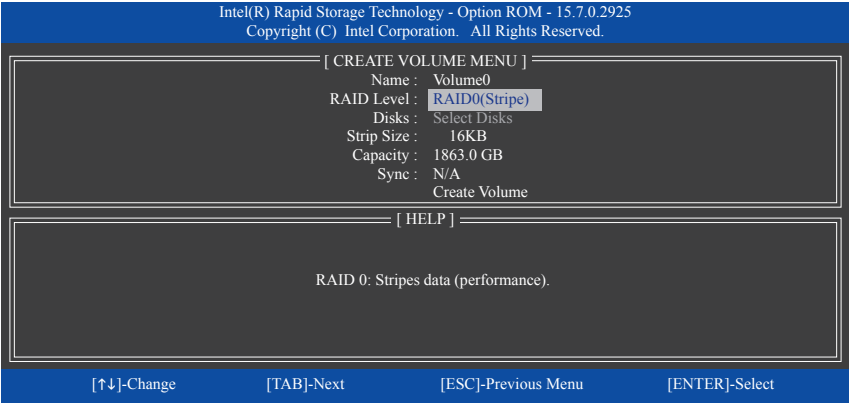 Intel(R) Rapid Storage Technology - Option ROM - 15.7.0.2925
Copyright (C) Intel Corporation. All Rights Reserved.
[ CREATE VOLUME MENU ]
Name : Volume0
RAID Level : RAID0(Stripe)
Disks : Select Disks
Strip Size : 16KB
Capacity : 1863.0 GB
Sync : N/A
Create Volume
[ HELP ]
RAID 0: Stripes data (performance).
[↑↓]-Change [TAB]-Next [ESC]-Previous Menu [ENTER]-Select